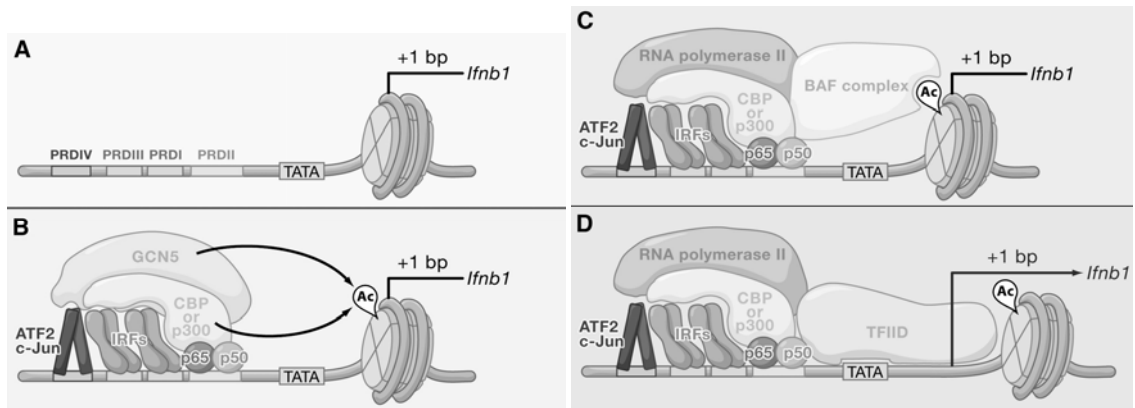 A
+1 bp
Ifnb1
PRDIV PRDIII PRDI PRDII
TATA
B
GCN5
+1 bp
Ifnb1
Ac
CBP
or
p300
ATF2
c-Jun
IRFs
p65 p50
TATA
C
RNA polymerase II
+1 bp
Ifnb1
BAF complex
Ac
CBP
or
p300
ATF2
c-Jun
IRFs
p65 p50
TATA
D
RNA polymerase II
+1 bp
Ifnb1
Ac
CBP
or
p300
TFIID
ATF2
c-Jun
IRFs
p65 p50
TATA